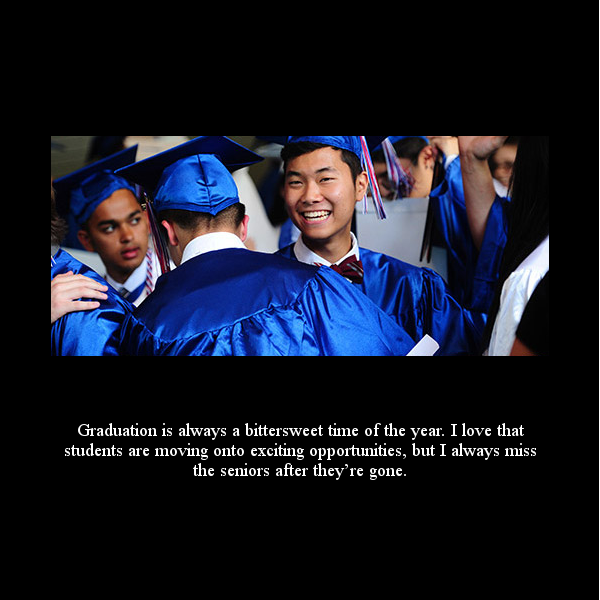 Graduation is always a bittersweet time of the year. I love that
students are moving onto exciting opportunities, but I always miss
the seniors after they’re gone.